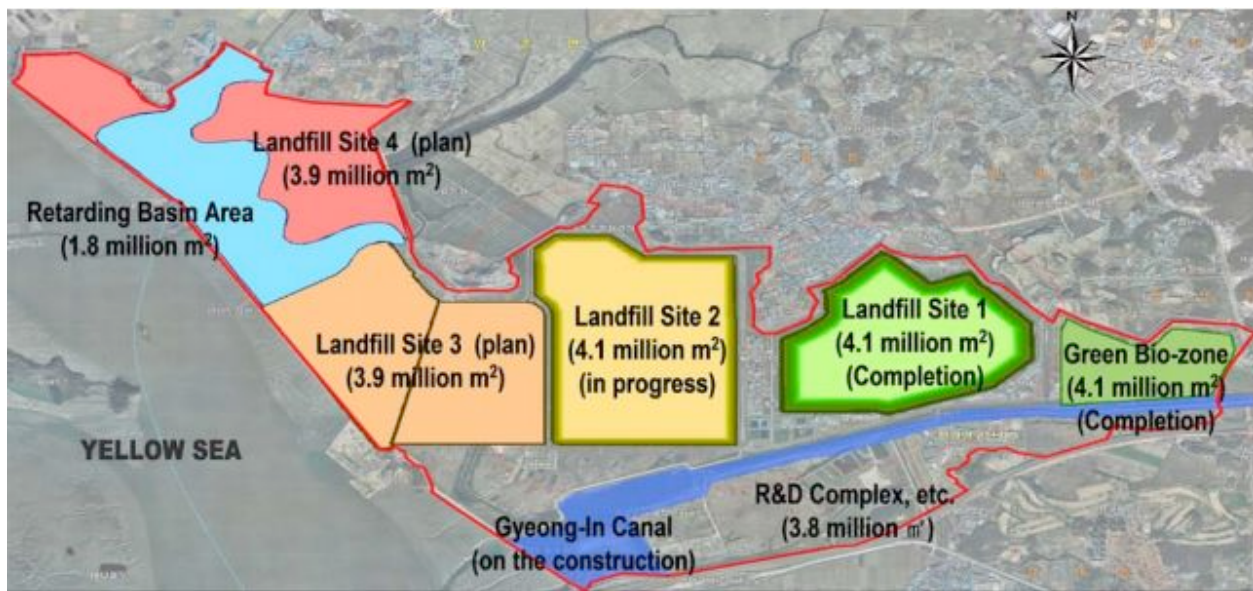 N
Landfill Site 4 (plan)
(3.9 million m²)
Retarding Basin Area
(1.8 million m²)
Landfill Site 3 (plan)
(3.9 million m²)
Landfill Site 2
(4.1 million m²)
(in progress)
Landfill Site 1
(4.1 million m²)
(Completion)
Green Bio-zone
(4.1 million m²)
(Completion)
YELLOW SEA
R&D Complex, etc.
(3.8 million ㎡)
Gyeong-In Canal
(on the construction)